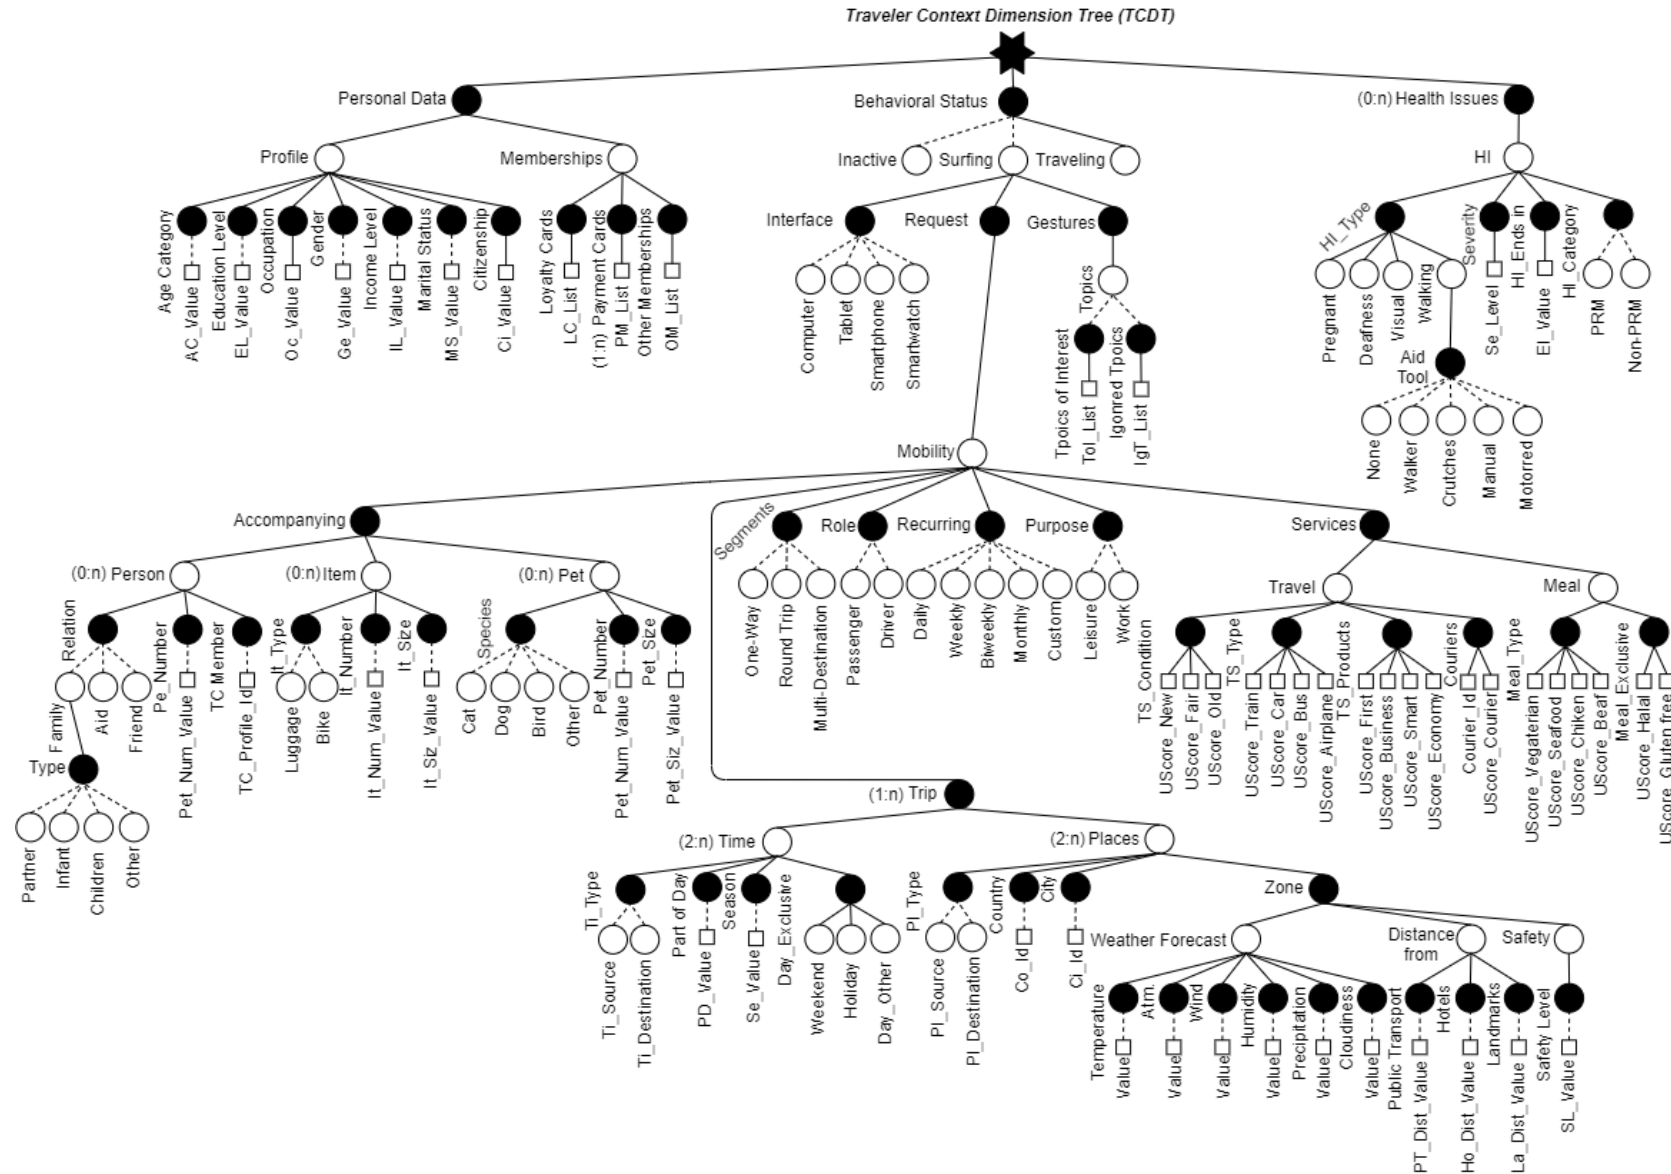 Traveler Context Dimension Tree (TCDT)
Personal Data
Behavioral Status
(0:n) Health Issues
Profile
Memberships
Inactive
Surfing
Traveling
HI
Age Category
AC_Value
Education Level
EL_Value
Occupation
Oc_Value
Gender
Ge_Value
Income Level
IL_Value
Marital Status
MS_Value
Citizenship
Ci_Value
Loyalty Cards
LC_List
(1:n) Payment Cards
PM_List
Other Memberships
OM_List
Interface
Request
Gestures
Computer
Tablet
Smartphone
Smartwatch
Topics
Tpoics of Interest
ToI_List
Igonred Tpoics
IgT_List
HI_Type
Severity
Se_Level
HI_Ends in
EI_Value
HI_Category
Pregnant
Deafness
Visual
Walking
PRM
Non-PRM
Aid
Tool
None
Walker
Crutches
Manual
Motorred
Mobility
Accompanying
Segments
Role
Recurring
Purpose
Services
(0:n) Person
(0:n) Item
(0:n) Pet
One-Way
Round Trip
Multi-Destination
Passenger
Driver
Daily
Weekly
Biweekly
Monthly
Custom
Leisure
Work
Travel
Meal
Relation
Pe_Number
Pet_Num_Value
TC Member
TC_Profile_Id
It_Type
It_Number
It_Num_Value
It_Size
It_Siz_Value
Species
Pet_Number
Pet_Num_Value
Pet_Size
Pet_Siz_Value
Family
Aid
Friend
Luggage
Bike
Cat
Dog
Bird
Other
Type
Partner
Infant
Children
Other
TS_Condition
UScore_New
UScore_Fair
UScore_Old
TS_Type
UScore_Train
UScore_Car
UScore_Bus
UScore_Airplane
TS_Products
UScore_First
UScore_Business
UScore_Smart
UScore_Economy
Couriers
Courier_Id
UScore_Courier
Meal_Type
UScore_Vegaterian
UScore_Seafood
UScore_Chiken
UScore_Beaf
Meal_Exclusive
UScore_Halal
UScore_Gluten free
(1:n) Trip
(2:n) Time
(2:n) Places
Ti_Type
Part of Day
PD_Value
Season
Se_Value
Day_Exclusive
Ti_Source
Ti_Destination
Weekend
Holiday
Day_Other
Pl_Type
Country
Co_Id
City
Ci_Id
Zone
Pl_Source
Pl_Destination
Weather Forecast
Distance
from
Safety
Temperature
Value
Atm.
Value
Wind
Value
Humidity
Value
Precipitation
Value
Cloudiness
Value
Public Transport
PT_Dist_Value
Hotels
Ho_Dist_Value
Landmarks
La_Dist_Value
Safety Level
SL_Value